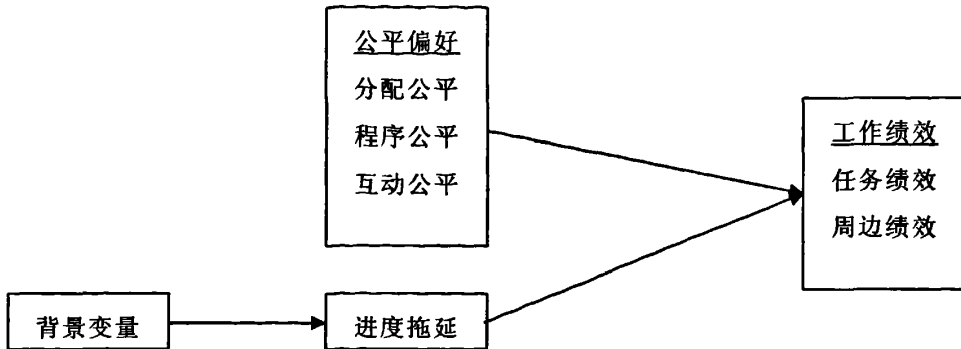 公平偏好
分配公平
程序公平
互动公平
工作绩效
任务绩效
周边绩效
背景变量
进度拖延